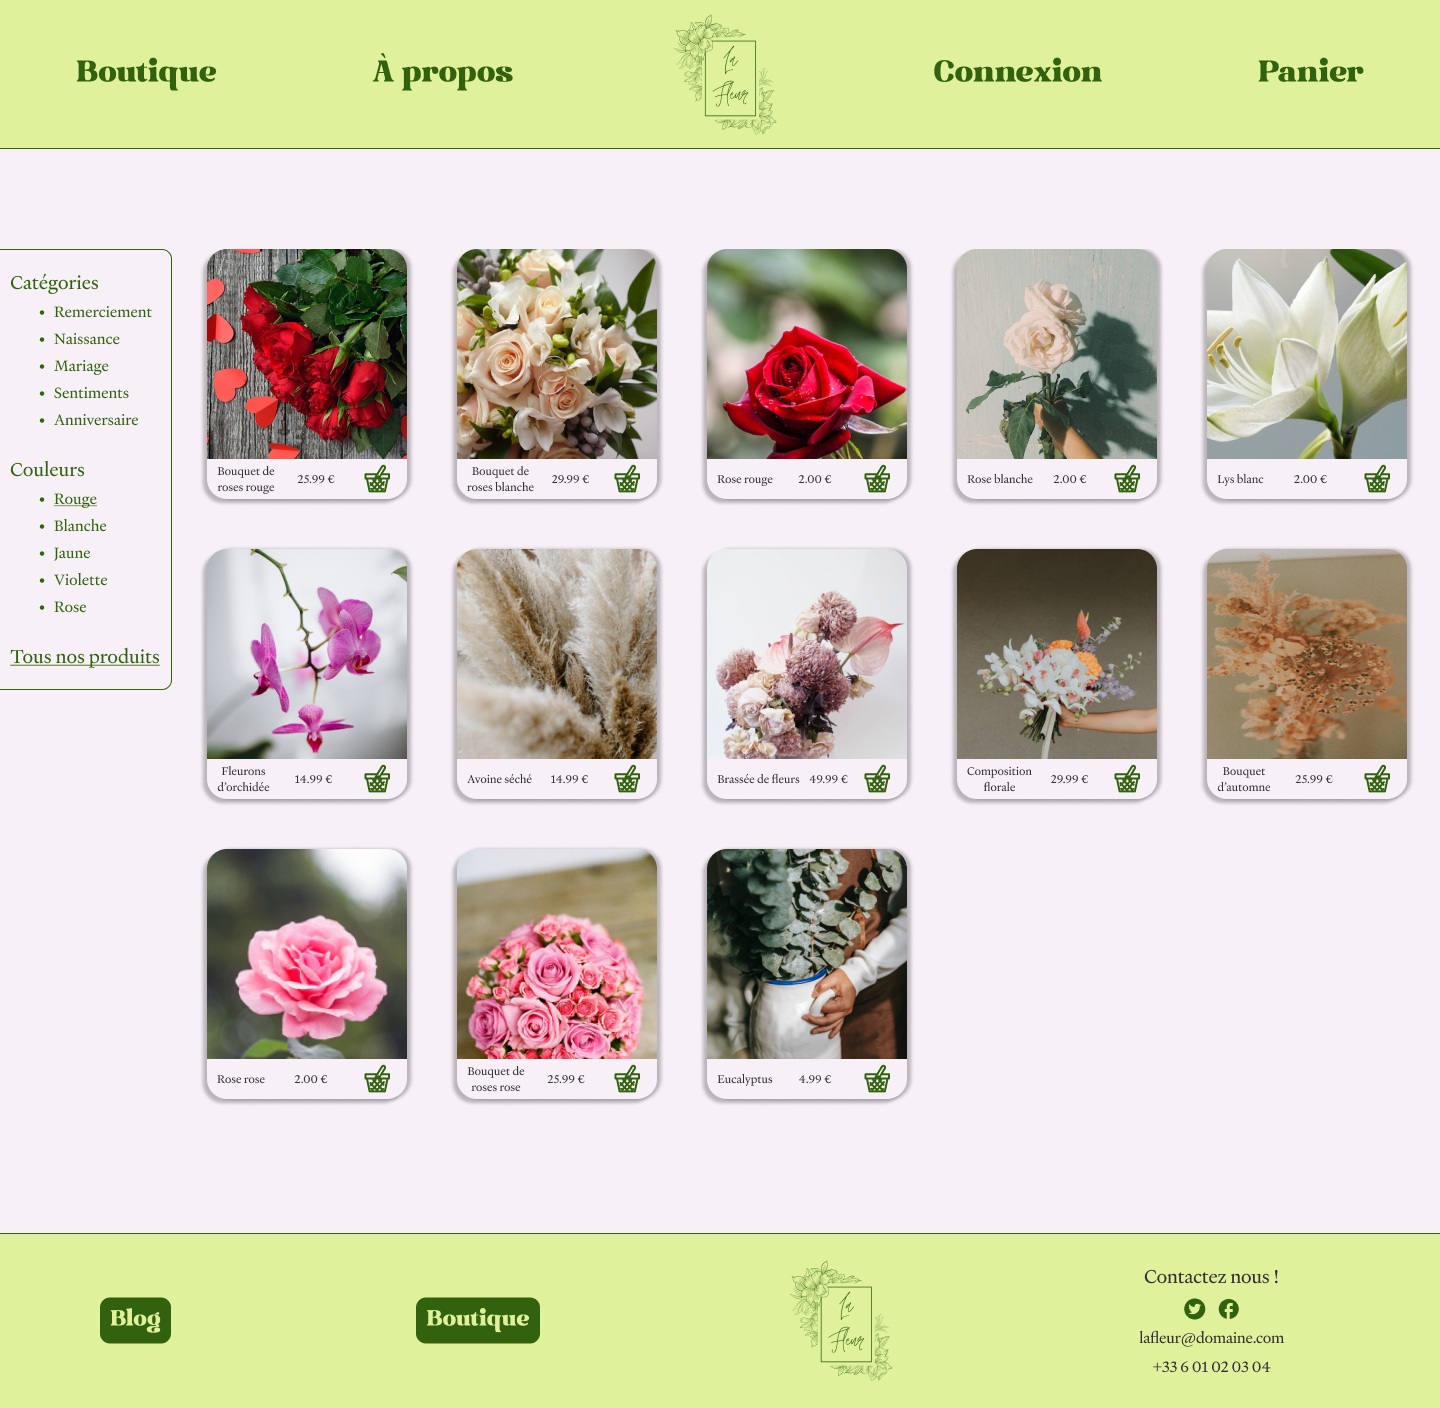 Boutique
À propos
La
Fleur
Connexion
Panier
Catégories
• Remerciement
• Naissance
• Mariage
• Sentiments
• Anniversaire
Couleurs
• Rouge
• Blanche
• Jaune
• Violette
• Rose
Tous nos produits
Bouquet de
roses rouge
25.99 €
Bouquet de
roses blanche
29.99 €
Rose rouge
2.00 €
Rose blanche
2.00 €
Lys blanc
2.00 €
Fleurons
d'orchidée
14.99 €
Avoine séché
14.99 €
Brassée de fleurs
49.99 €
Composition
florale
29.99 €
Bouquet
d'automne
25.99 €
Rose rose
2.00 €
Bouquet de
roses rose
25.99 €
Eucalyptus
4.99 €
Blog
Boutique
La
Fleur
Contactez nous !
lafleur@domaine.com
+33 6 01 02 03 04